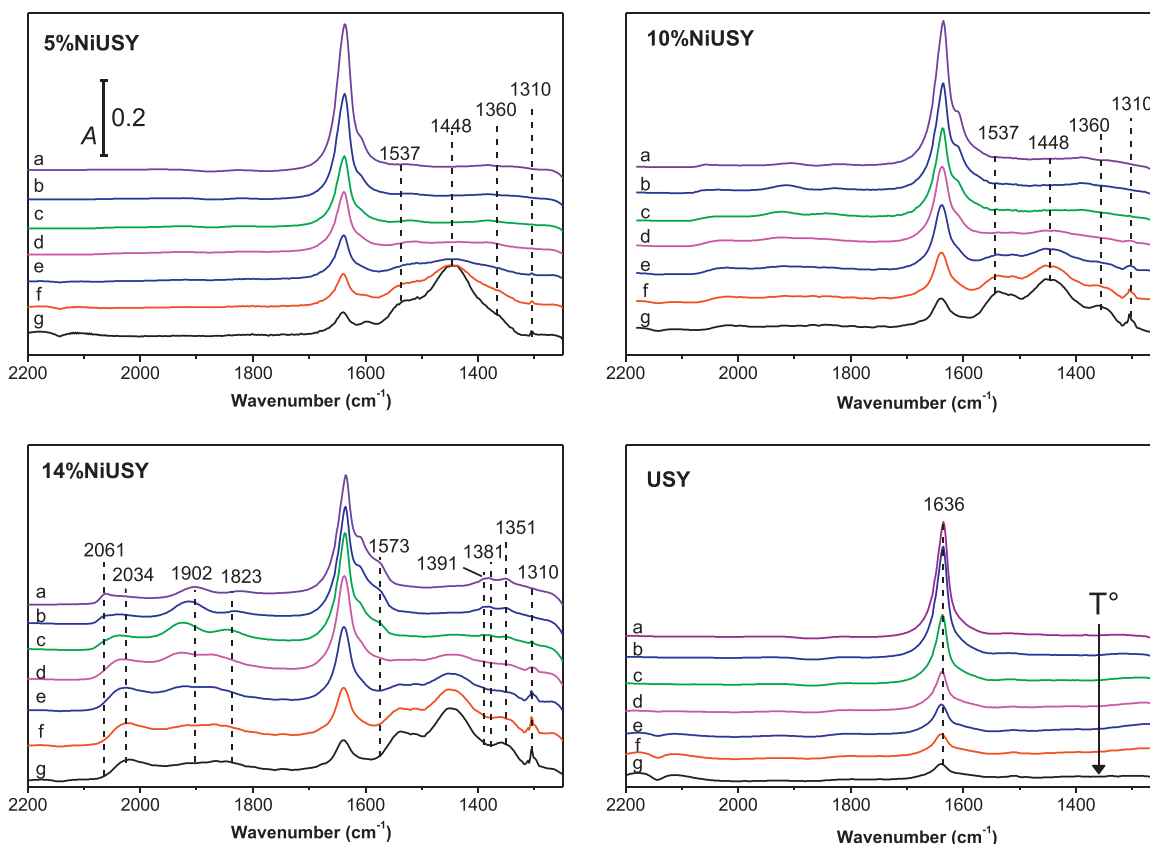 5%NiUSY
A 0.2
1537
1448
1360
1310
a
b
c
d
e
f
g
2200 2000 1800 1600 1400
Wavenumber (cm-1)
10%NiUSY
1537
1448
1360
1310
a
b
c
d
e
f
g
2200 2000 1800 1600 1400
Wavenumber (cm-1)
14%NiUSY
2061
2034
1902
1823
1573
1391
1381
1351
1310
a
b
c
d
e
f
g
2200 2000 1800 1600 1400
Wavenumber (cm-1)
USY
1636
T°
a
b
c
d
e
f
g
2200 2000 1800 1600 1400
Wavenumber (cm-1)